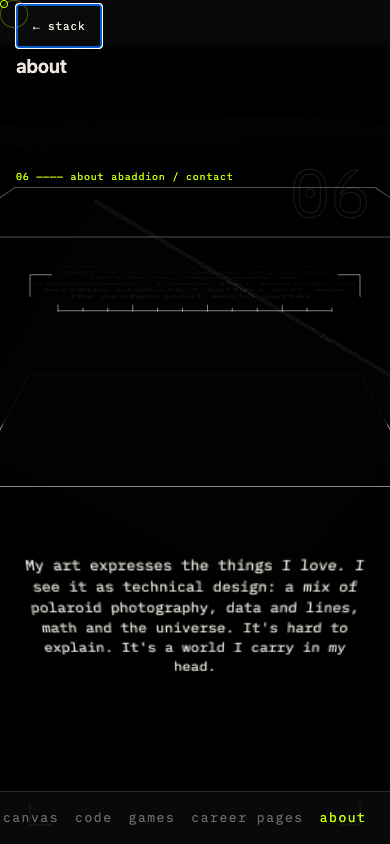 ← stack
about
06 ──── about abaddion / contact
06
My art expresses the things I love. I
see it as technical design: a mix of
polaroid photography, data and lines,
math and the universe. It's hard to
explain. It's a world I carry in my
head.
canvas code games career pages about